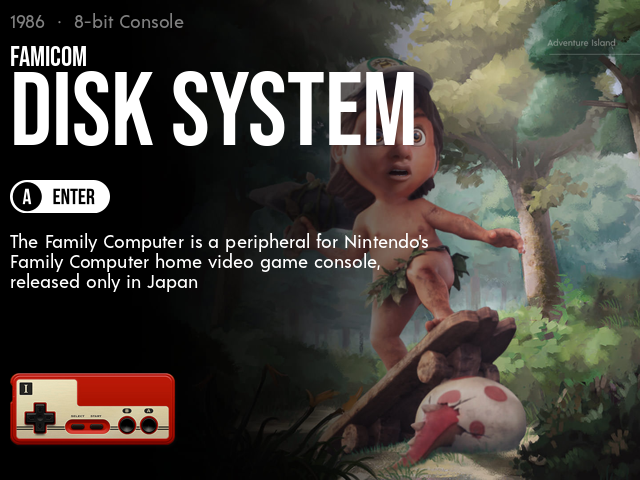 1986 · 8-bit Console
Adventure Island
FAMICOM
DISK SYSTEM
A ENTER
The Family Computer is a peripheral for Nintendo's
Family Computer home video game console,
released only in Japan
I
SELECT START
B A